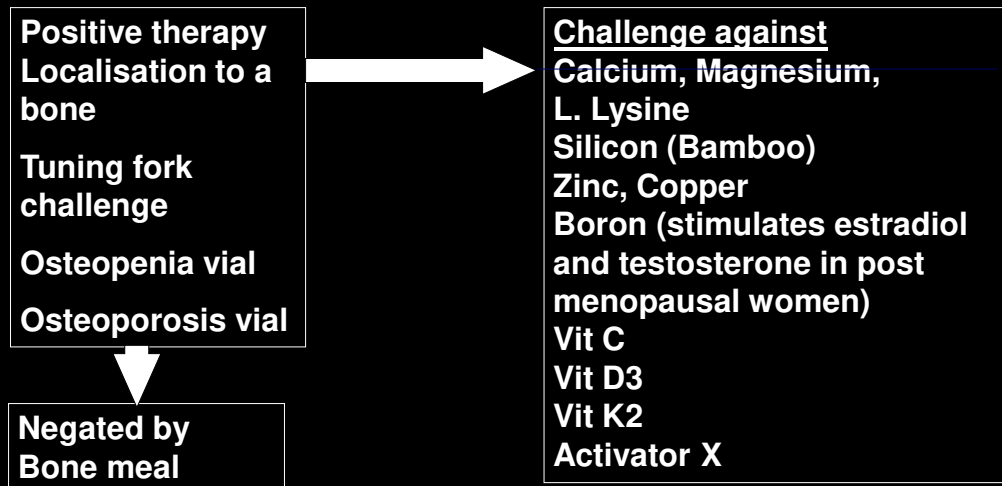 Positive therapy
Localisation to a
bone
Tuning fork
challenge
Osteopenia vial
Osteoporosis vial
Negated by
Bone meal
Challenge against
Calcium, Magnesium,
L. Lysine
Silicon (Bamboo)
Zinc, Copper
Boron (stimulates estradiol
and testosterone in post
menopausal women)
Vit C
Vit D3
Vit K2
Activator X